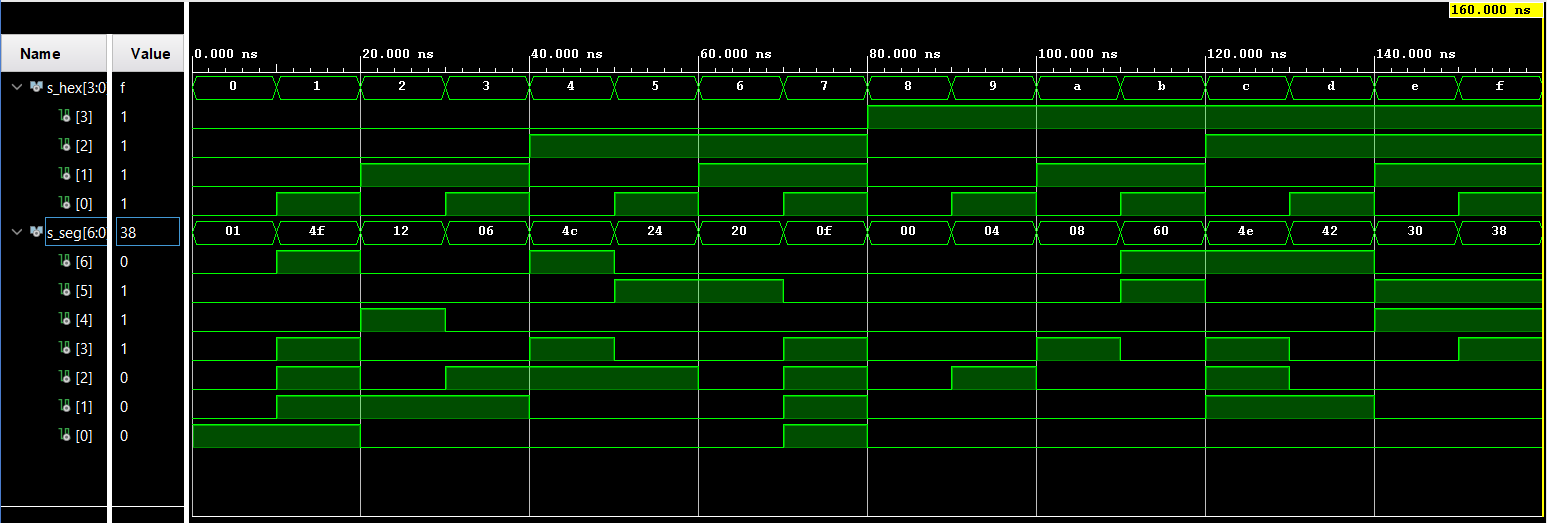 160.000 ns
Name Value
0.000 ns 20.000 ns 40.000 ns 60.000 ns 80.000 ns 100.000 ns 120.000 ns 140.000 ns
s_hex[3:0 f 0 1 2 3 4 5 6 7 8 9 a b c d e f
[3] 1
[2] 1
[1] 1
[0] 1
s_seg[6:0 38 01 4f 12 06 4c 24 20 0f 00 04 08 60 4e 42 30 38
[6] 0
[5] 1
[4] 1
[3] 1
[2] 0
[1] 0
[0] 0